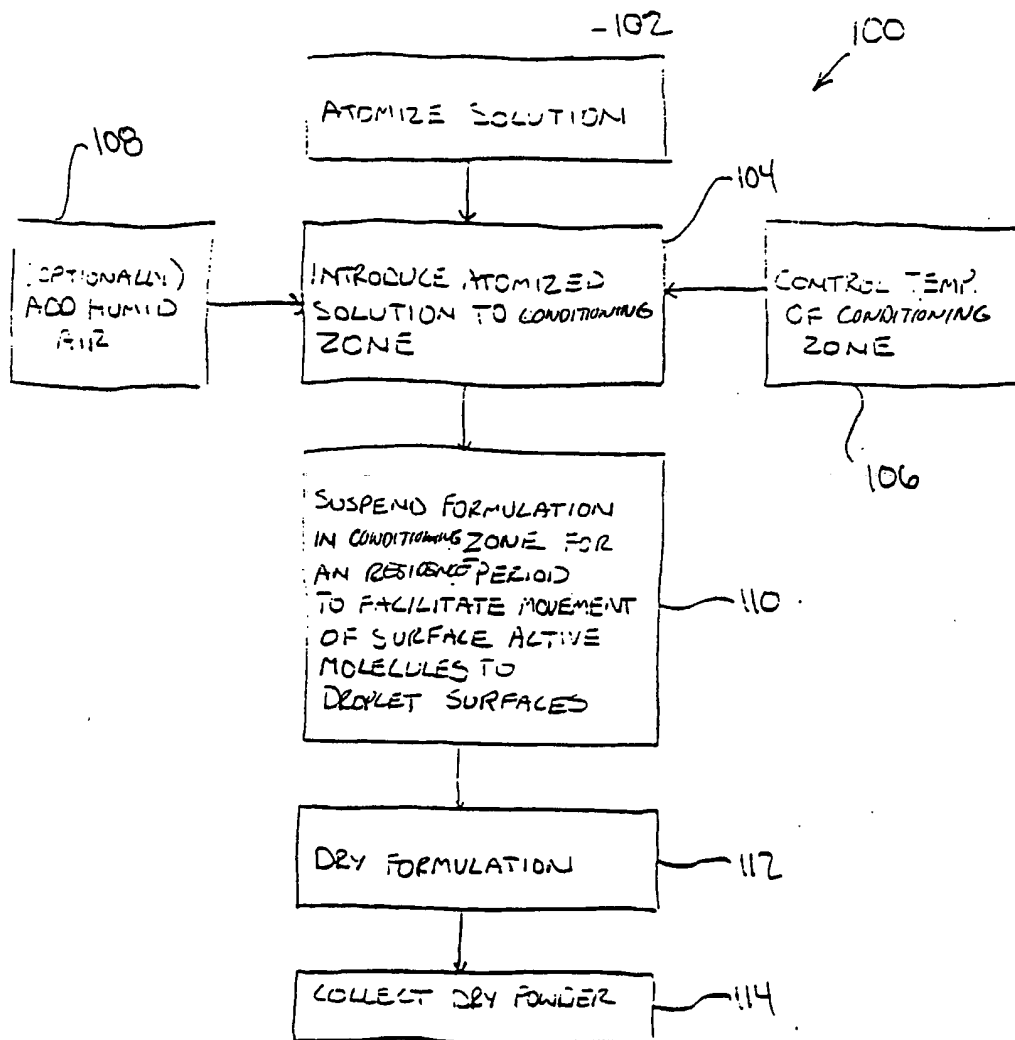 102
100
ATOMIZE SOLUTION
108
104
(OPTIONALLY)
ADD HUMID
AIR
INTRODUCE ATOMIZED
SOLUTION TO CONDITIONING
ZONE
CONTROL TEMP.
OF CONDITIONING
ZONE
106
SUSPEND FORMULATION
IN CONDITIONING ZONE FOR
AN RESIDENCE PERIOD
TO FACILITATE MOVEMENT
OF SURFACE ACTIVE
MOLECULES TO
DROPLET SURFACES
110
DRY FORMULATION
112
COLLECT DRY POWDER
114